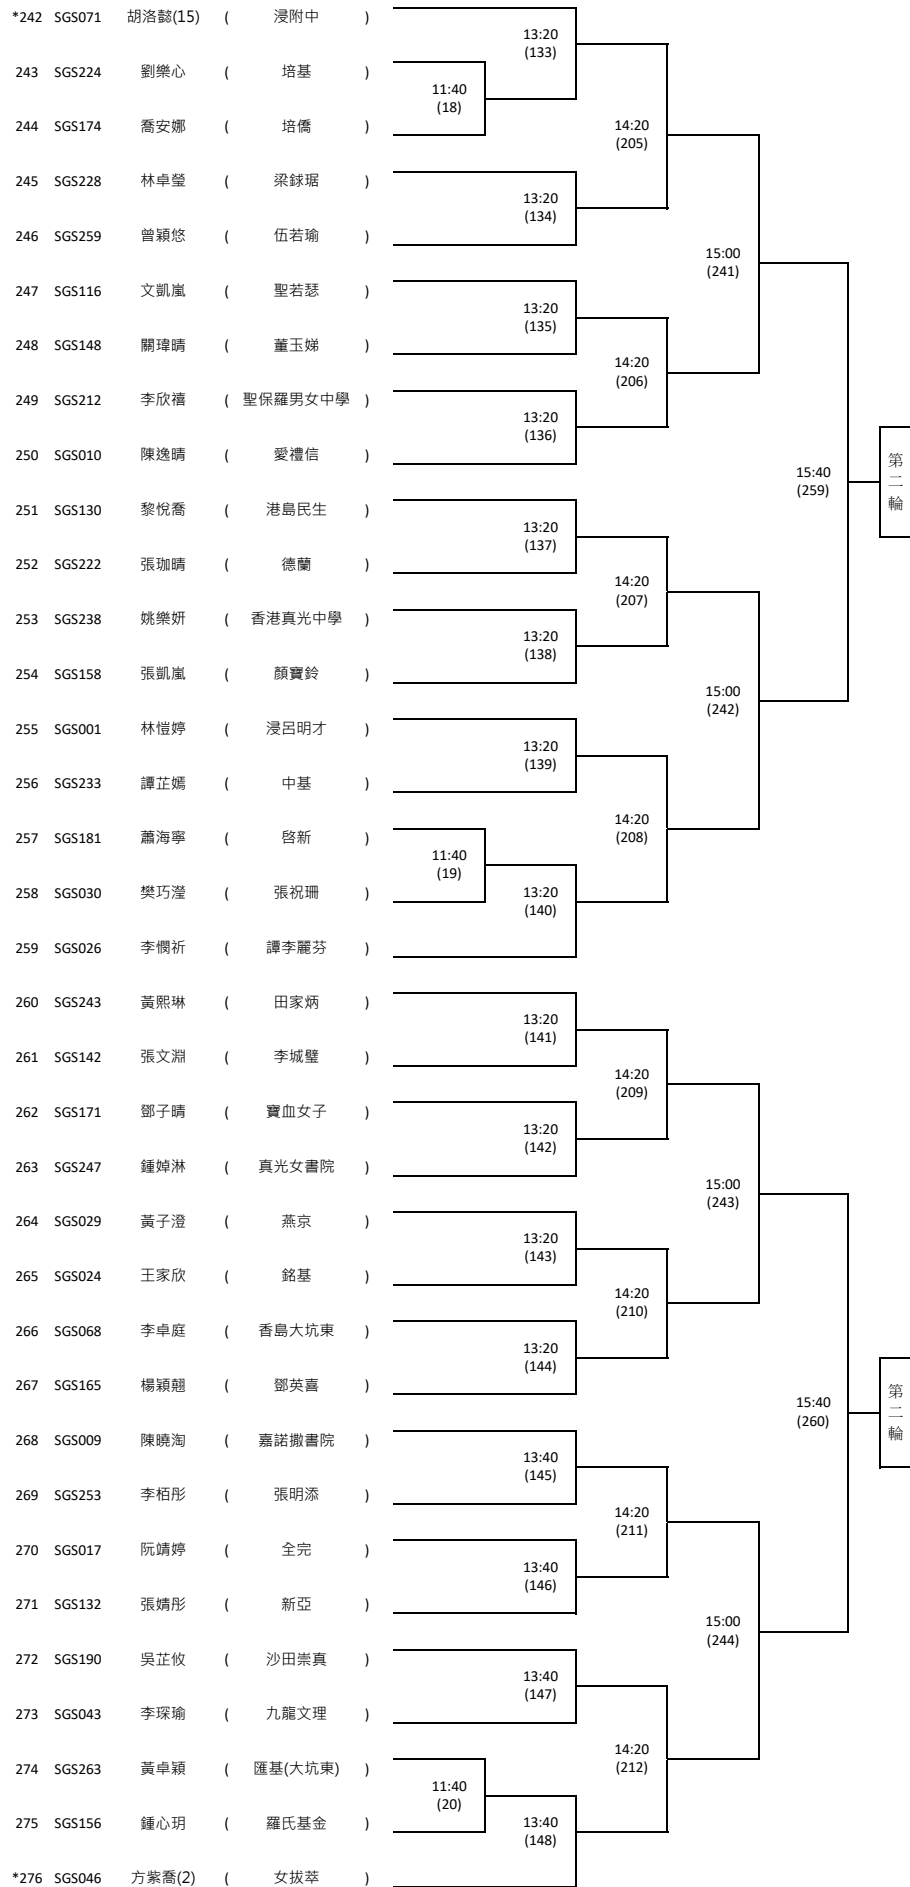 *242 SGS071 胡洛懿(15) ( 浸附中 )
13:20
(133)
243 SGS224 劉樂心 ( 培基 )
11:40
(18)
244 SGS174 喬安娜 ( 培僑 )
14:20
(205)
245 SGS228 林卓瑩 ( 梁銶琚 )
13:20
(134)
246 SGS259 曾穎悠 ( 伍若瑜 )
15:00
(241)
247 SGS116 文凱嵐 ( 聖若瑟 )
13:20
(135)
248 SGS148 關瑋晴 ( 董玉娣 )
14:20
(206)
249 SGS212 李欣禧 ( 聖保羅男女中學 )
13:20
(136)
250 SGS010 陳逸晴 ( 愛禮信 )
15:40
(259)
第二輪
251 SGS130 黎悅喬 ( 港島民生 )
13:20
(137)
252 SGS222 張珈晴 ( 德蘭 )
14:20
(207)
253 SGS238 姚樂妍 ( 香港真光中學 )
13:20
(138)
254 SGS158 張凱嵐 ( 顏寶鈴 )
15:00
(242)
255 SGS001 林愷婷 ( 浸呂明才 )
13:20
(139)
256 SGS233 譚芷嫣 ( 中基 )
14:20
(208)
257 SGS181 蕭海寧 ( 啓新 )
11:40
(19)
258 SGS030 樊巧瀅 ( 張祝珊 )
13:20
(140)
259 SGS026 李憫祈 ( 譚李麗芬 )
260 SGS243 黃熙琳 ( 田家炳 )
13:20
(141)
261 SGS142 張文淵 ( 李城璧 )
14:20
(209)
262 SGS171 鄧子晴 ( 寶血女子 )
13:20
(142)
263 SGS247 鍾婥淋 ( 真光女書院 )
15:00
(243)
264 SGS029 黃子澄 ( 燕京 )
13:20
(143)
265 SGS024 王家欣 ( 銘基 )
14:20
(210)
266 SGS068 李卓庭 ( 香島大坑東 )
13:20
(144)
267 SGS165 楊穎翹 ( 鄧英喜 )
15:40
(260)
第二輪
268 SGS009 陳曉淘 ( 嘉諾撒書院 )
13:40
(145)
269 SGS253 李栢彤 ( 張明添 )
14:20
(211)
270 SGS017 阮靖婷 ( 全完 )
13:40
(146)
271 SGS132 張婧彤 ( 新亞 )
15:00
(244)
272 SGS190 吳芷攸 ( 沙田崇真 )
13:40
(147)
273 SGS043 李琛瑜 ( 九龍文理 )
14:20
(212)
274 SGS263 黃卓穎 ( 匯基(大坑東) )
11:40
(20)
275 SGS156 鍾心玥 ( 羅氏基金 )
13:40
(148)
*276 SGS046 方紫喬(2) ( 女拔萃 )